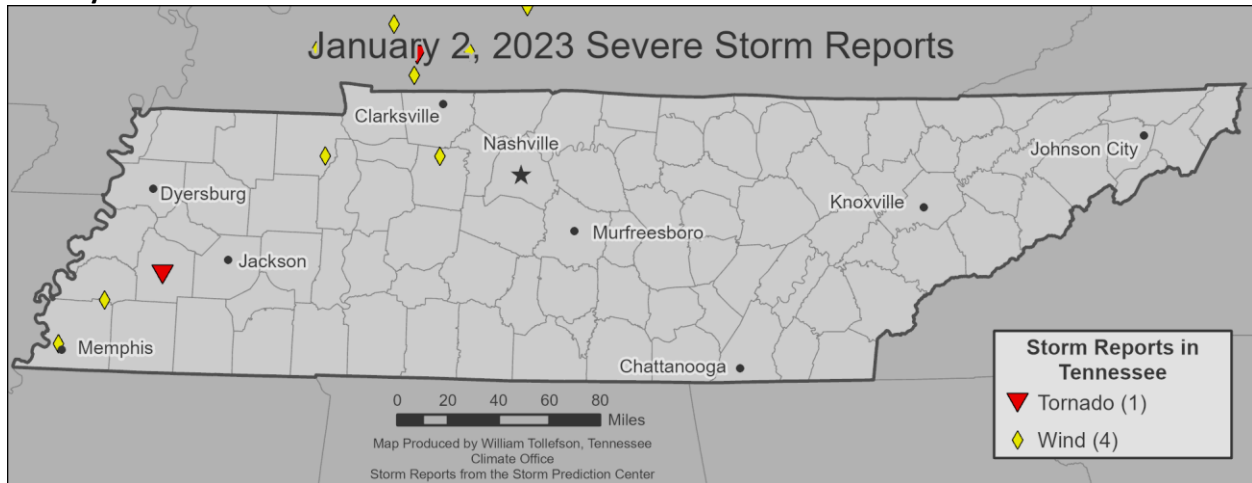 January 2, 2023 Severe Storm Reports
Clarksville
Nashville
Johnson City
Dyersburg
Knoxville
Murfreesboro
Jackson
Memphis
Chattanooga
Storm Reports in
Tennessee
Tornado (1)
Wind (4)
0 20 40 60 80
Miles
Map Produced by William Tollefson, Tennessee
Climate Office
Storm Reports from the Storm Prediction Center